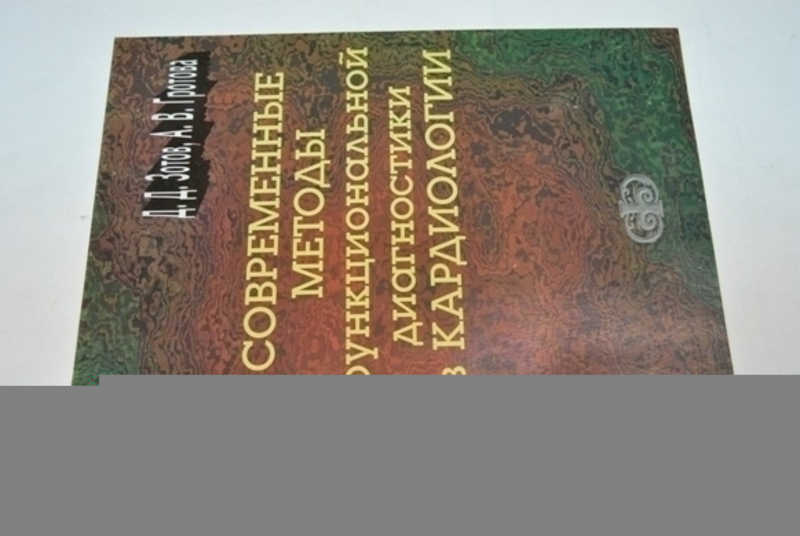 Д. Д. Зотов, А. В. Гротова
СОВРЕМЕННЫЕ
МЕТОДЫ
ФУНКЦИОНАЛЬНОЙ
ДИАГНОСТИКИ
В КАРДИОЛОГИИ